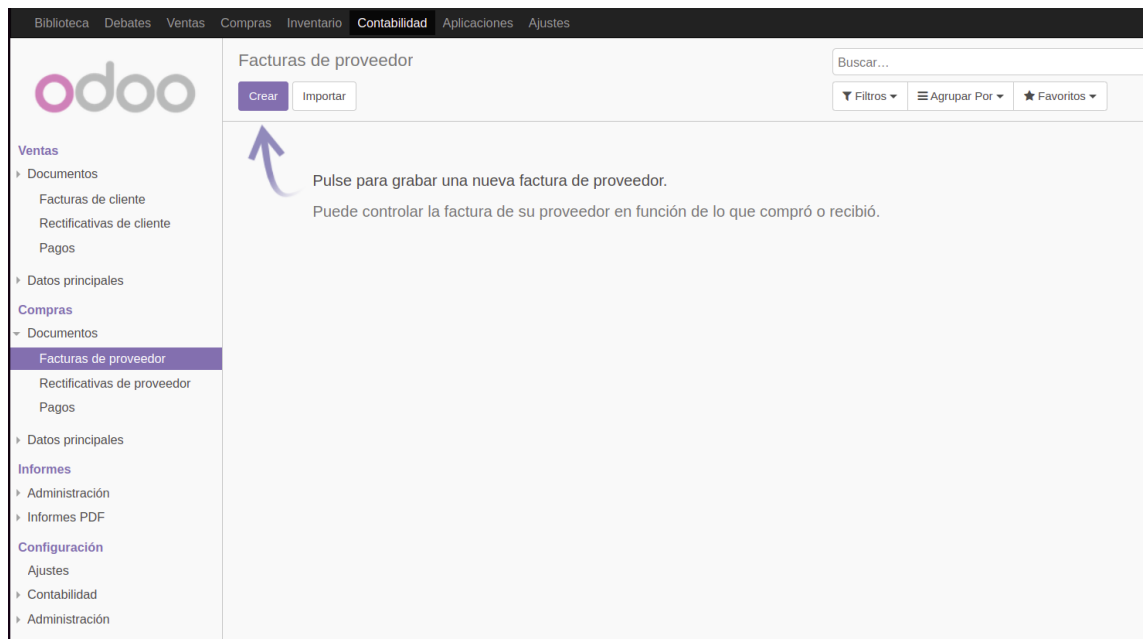 Biblioteca Debates Ventas Compras Inventario Contabilidad Aplicaciones Ajustes
odoo
Facturas de proveedor
Buscar...
Crear Importar
Filtros Agrupar Por Favoritos
Pulse para grabar una nueva factura de proveedor.
Puede controlar la factura de su proveedor en función de lo que compró o recibió.
Ventas
Documentos
Facturas de cliente
Rectificativas de cliente
Pagos
Datos principales
Compras
Documentos
Facturas de proveedor
Rectificativas de proveedor
Pagos
Datos principales
Informes
Administración
Informes PDF
Configuración
Ajustes
Contabilidad
Administración